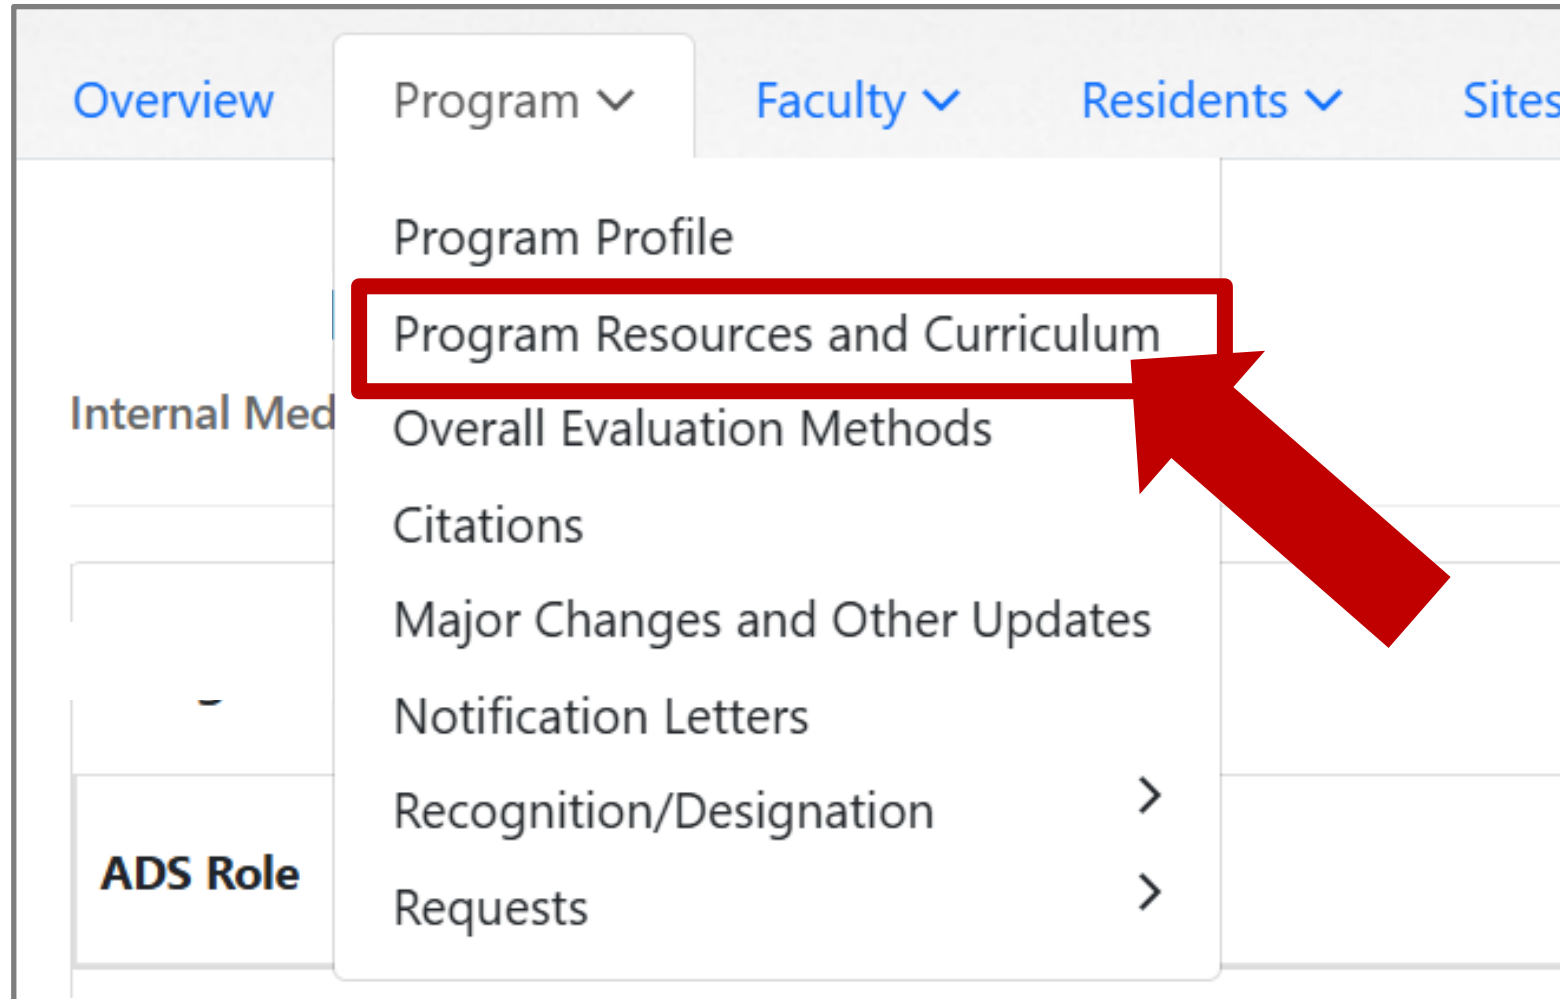 Overview Program Faculty Residents Sites
Program Profile
Program Resources and Curriculum
Internal Med
Overall Evaluation Methods
Citations
Major Changes and Other Updates
Notification Letters
Recognition/Designation
ADS Role
Requests